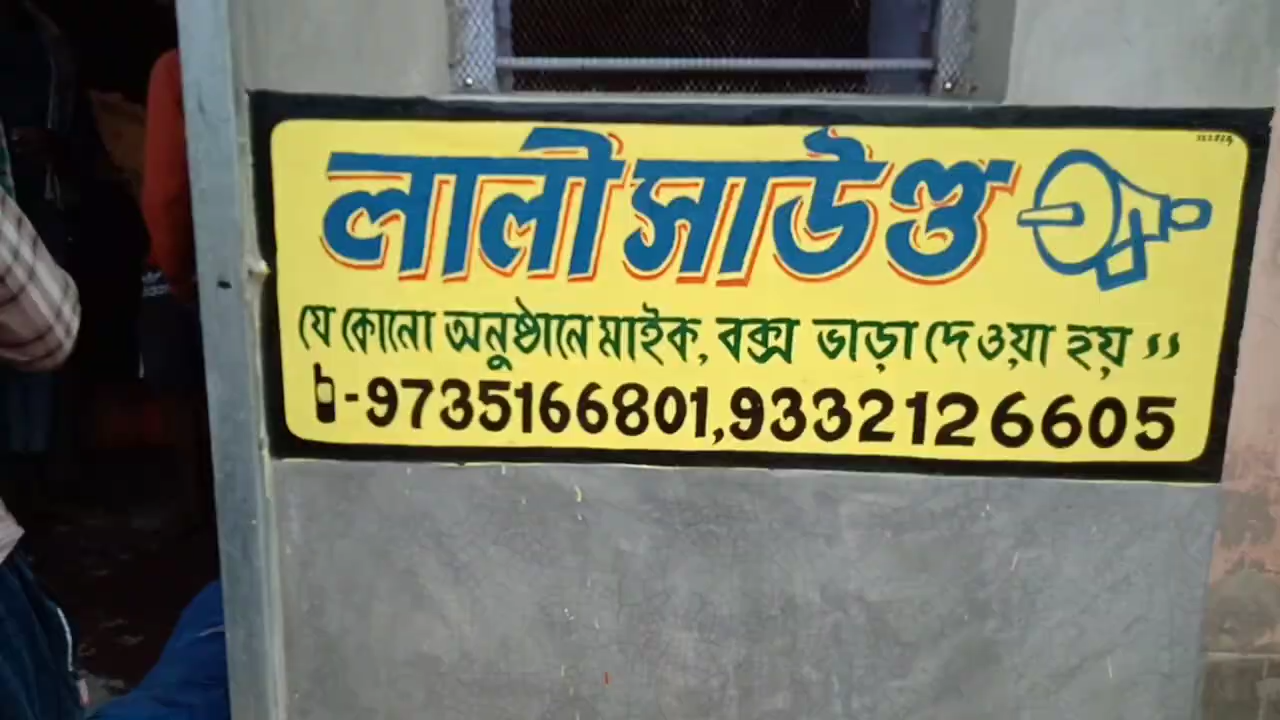 লালী সাউণ্ড
যে কোনো অনুষ্ঠানে মাইক, বক্স ভাড়া দেওয়া হয় ,,
-9735166801,9332126605